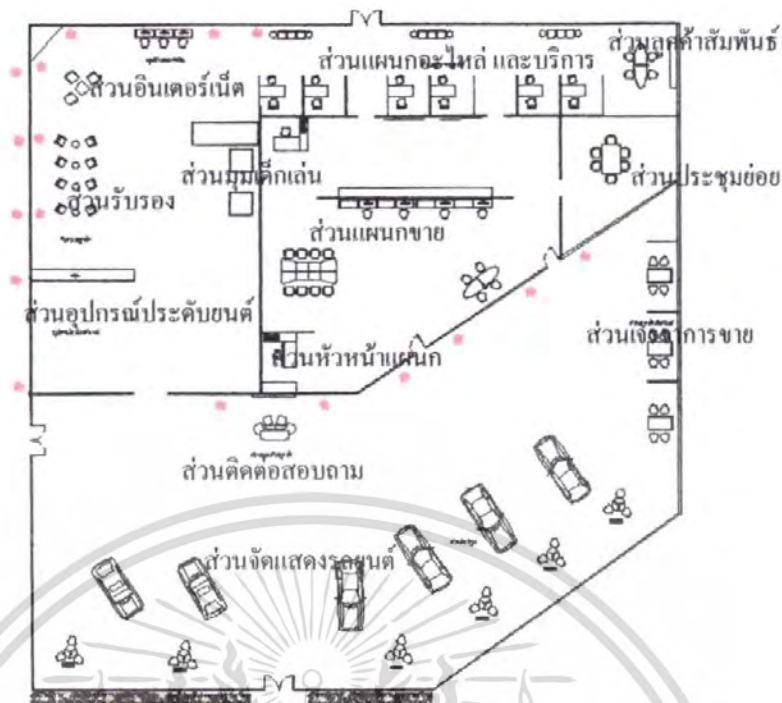 ส่วนลูกค้าสัมพันธ์
ส่วนแผนกอะไหล่ และบริการ
ส่วนอินเตอร์เน็ต
ส่วนมุมเด็กเล่น
ส่วนประชุมย่อย
ส่วนรับรอง
ส่วนแผนกขาย
ส่วนอุปกรณ์ประดับยนต์
ส่วนเจรจาการขาย
ส่วนหัวหน้าแผนก
ส่วนติดต่อสอบถาม
ส่วนจัดแสดงรถยนต์